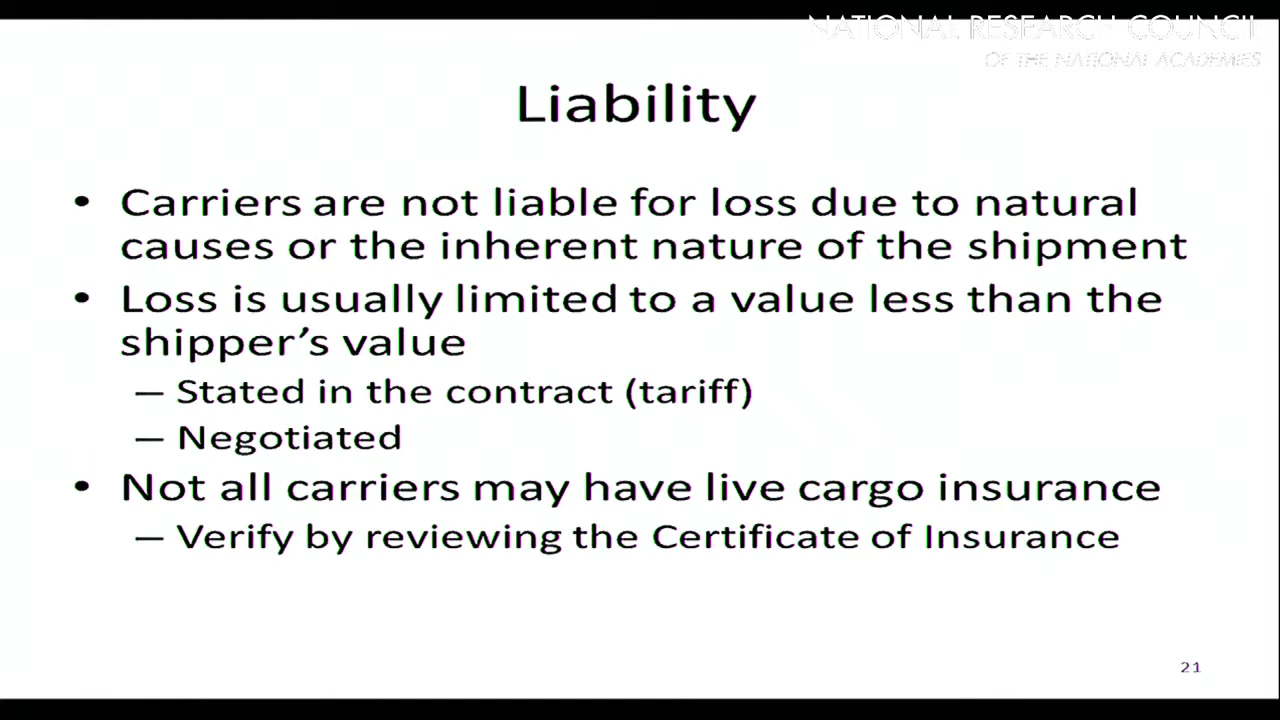 NATIONAL RESEARCH COUNCIL
OF THE NATIONAL ACADEMIES
Liability
• Carriers are not liable for loss due to natural
causes or the inherent nature of the shipment
• Loss is usually limited to a value less than the
shipper’s value
– Stated in the contract (tariff)
– Negotiated
• Not all carriers may have live cargo insurance
– Verify by reviewing the Certificate of Insurance
21